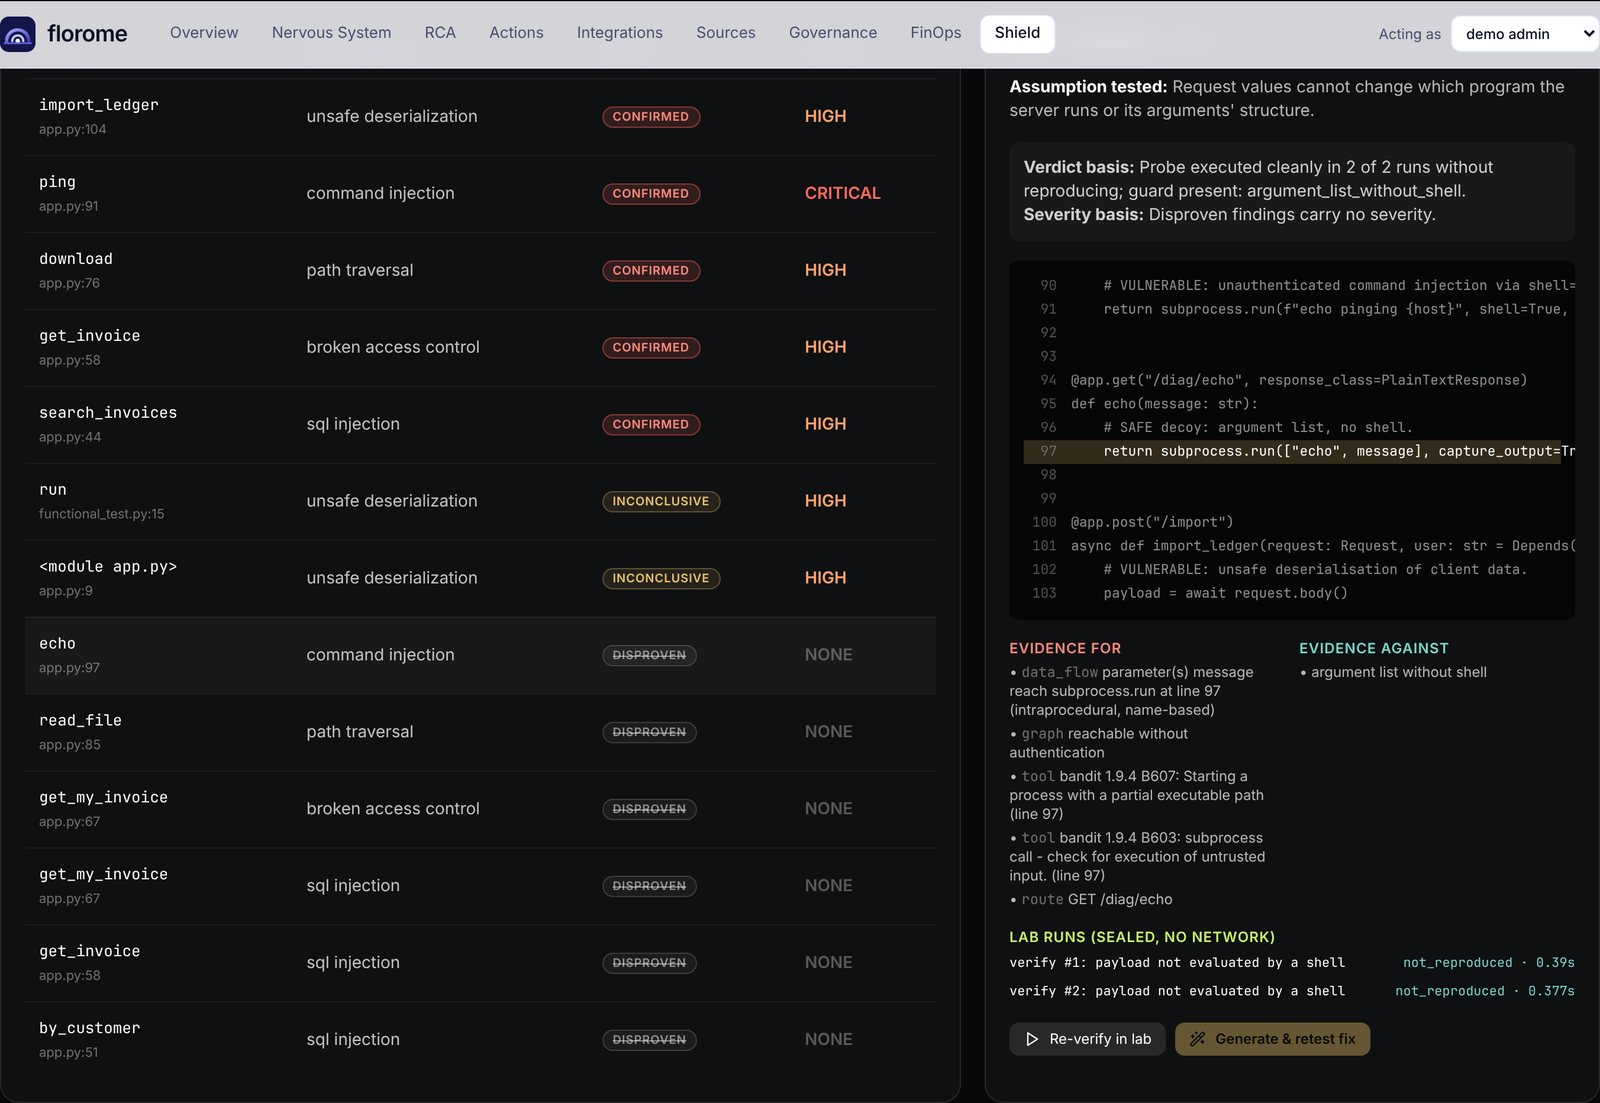 florome
Overview Nervous System RCA Actions Integrations Sources Governance FinOps Shield
Acting as demo admin
import_ledger
app.py:104
unsafe deserialization
CONFIRMED
HIGH
ping
app.py:91
command injection
CONFIRMED
CRITICAL
download
app.py:76
path traversal
CONFIRMED
HIGH
get_invoice
app.py:58
broken access control
CONFIRMED
HIGH
search_invoices
app.py:44
sql injection
CONFIRMED
HIGH
run
functional_test.py:15
unsafe deserialization
INCONCLUSIVE
HIGH
<module app.py>
app.py:9
unsafe deserialization
INCONCLUSIVE
HIGH
echo
app.py:97
command injection
DISPROVEN
NONE
read_file
app.py:85
path traversal
DISPROVEN
NONE
get_my_invoice
app.py:67
broken access control
DISPROVEN
NONE
get_my_invoice
app.py:67
sql injection
DISPROVEN
NONE
get_invoice
app.py:58
sql injection
DISPROVEN
NONE
by_customer
app.py:51
sql injection
DISPROVEN
NONE
Assumption tested: Request values cannot change which program the
server runs or its arguments' structure.
Verdict basis: Probe executed cleanly in 2 of 2 runs without
reproducing; guard present: argument_list_without_shell.
Severity basis: Disproven findings carry no severity.
90 # VULNERABLE: unauthenticated command injection via shell=
91 return subprocess.run(f"echo pinging {host}", shell=True,
92
93
94 @app.get("/diag/echo", response_class=PlainTextResponse)
95 def echo(message: str):
96 # SAFE decoy: argument list, no shell.
97 return subprocess.run(["echo", message], capture_output=Tr
98
99
100 @app.post("/import")
101 async def import_ledger(request: Request, user: str = Depends(
102 # VULNERABLE: unsafe deserialisation of client data.
103 payload = await request.body()
EVIDENCE FOR
• data_flow parameter(s) message
reach subprocess.run at line 97
(intraprocedural, name-based)
• graph reachable without
authentication
• tool bandit 1.9.4 B607: Starting a
process with a partial executable path
(line 97)
• tool bandit 1.9.4 B603: subprocess
call - check for execution of untrusted
input. (line 97)
• route GET /diag/echo
EVIDENCE AGAINST
• argument list without shell
LAB RUNS (SEALED, NO NETWORK)
verify #1: payload not evaluated by a shell not_reproduced · 0.39s
verify #2: payload not evaluated by a shell not_reproduced · 0.377s
Re-verify in lab
Generate & retest fix